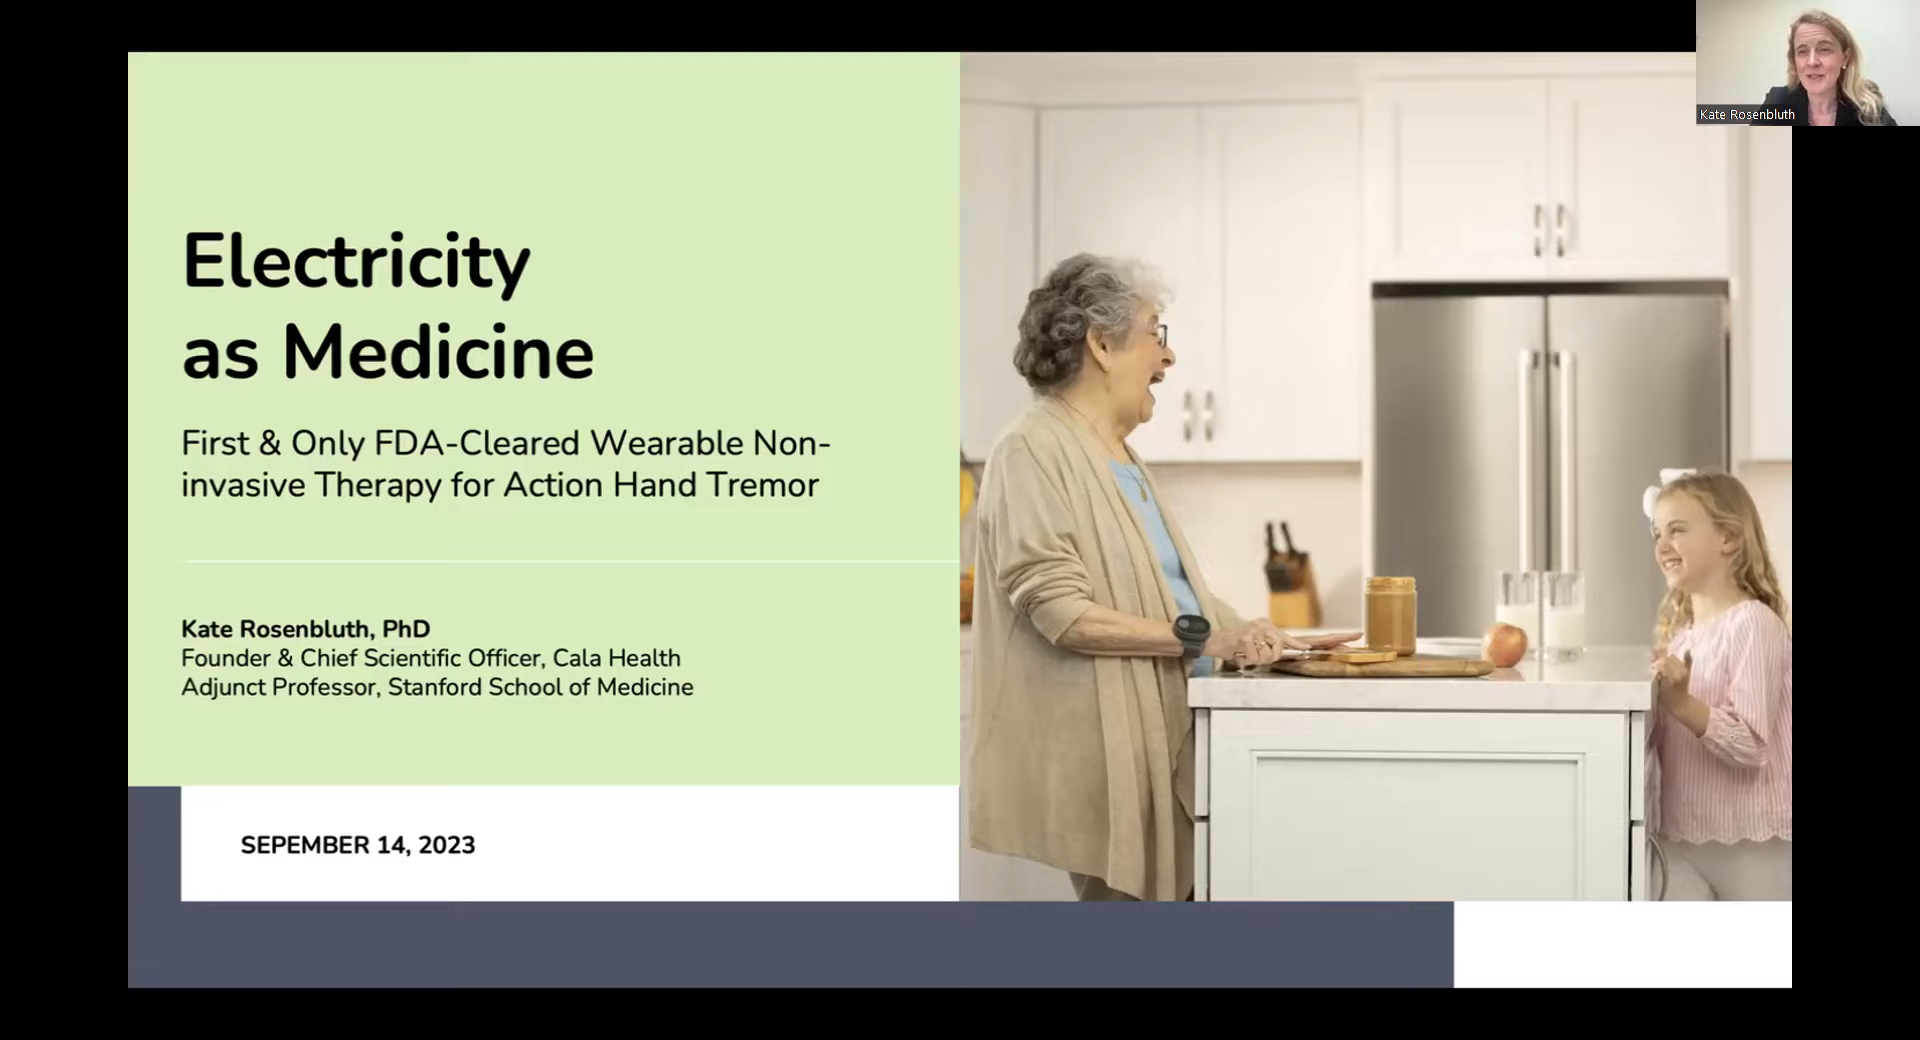 Electricity
as Medicine
First & Only FDA-Cleared Wearable Non-
invasive Therapy for Action Hand Tremor
Kate Rosenbluth, PhD
Founder & Chief Scientific Officer, Cala Health
Adjunct Professor, Stanford School of Medicine
SEPEMBER 14, 2023
Kate Rosenbluth